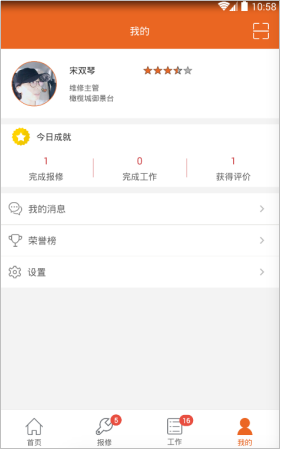 10:58
我的
宋双琴
维修主管
橄榄城御景台
今日成就
1
0
1
完成报修
完成工作
获得评价
我的消息
荣誉榜
设置
5
16
首页
报修
工作
我的